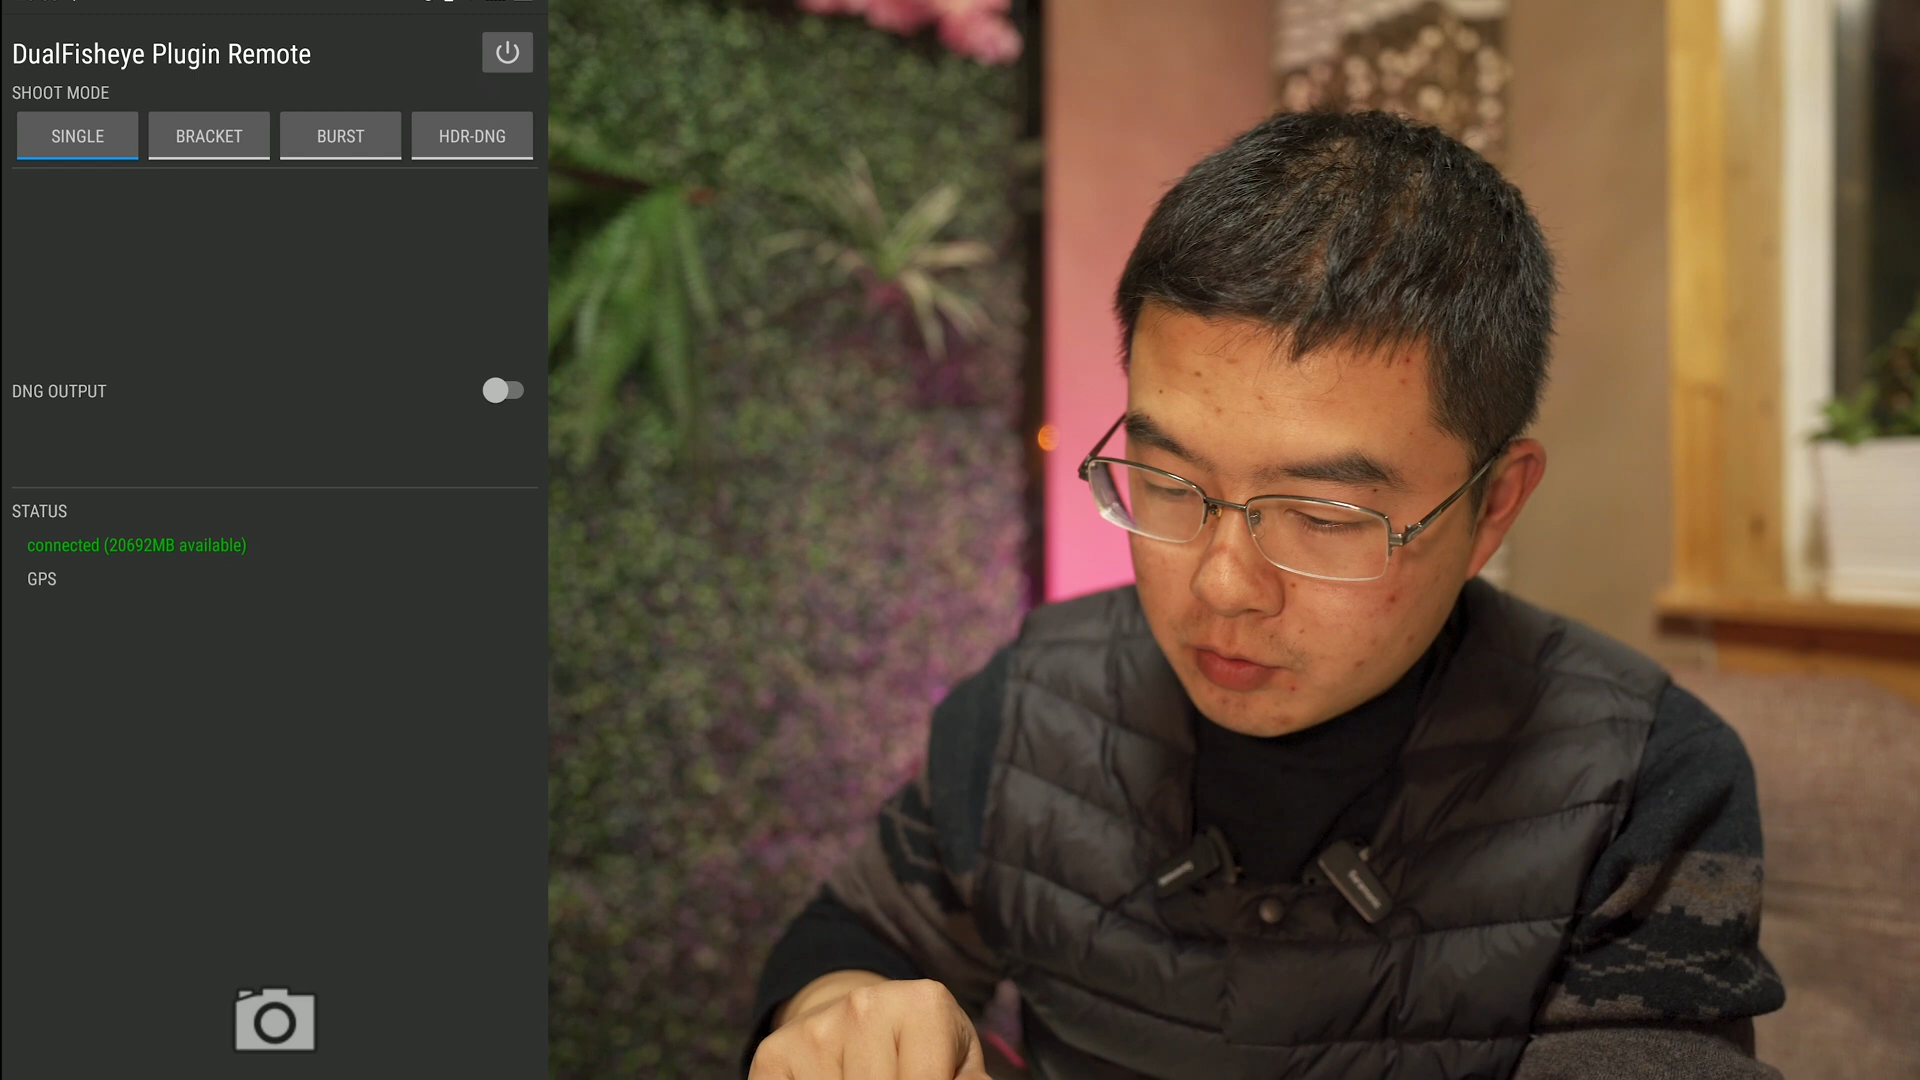 DualFisheye Plugin Remote
SHOOT MODE
SINGLE BRACKET BURST HDR-DNG
DNG OUTPUT
STATUS
connected (20692MB available)
GPS